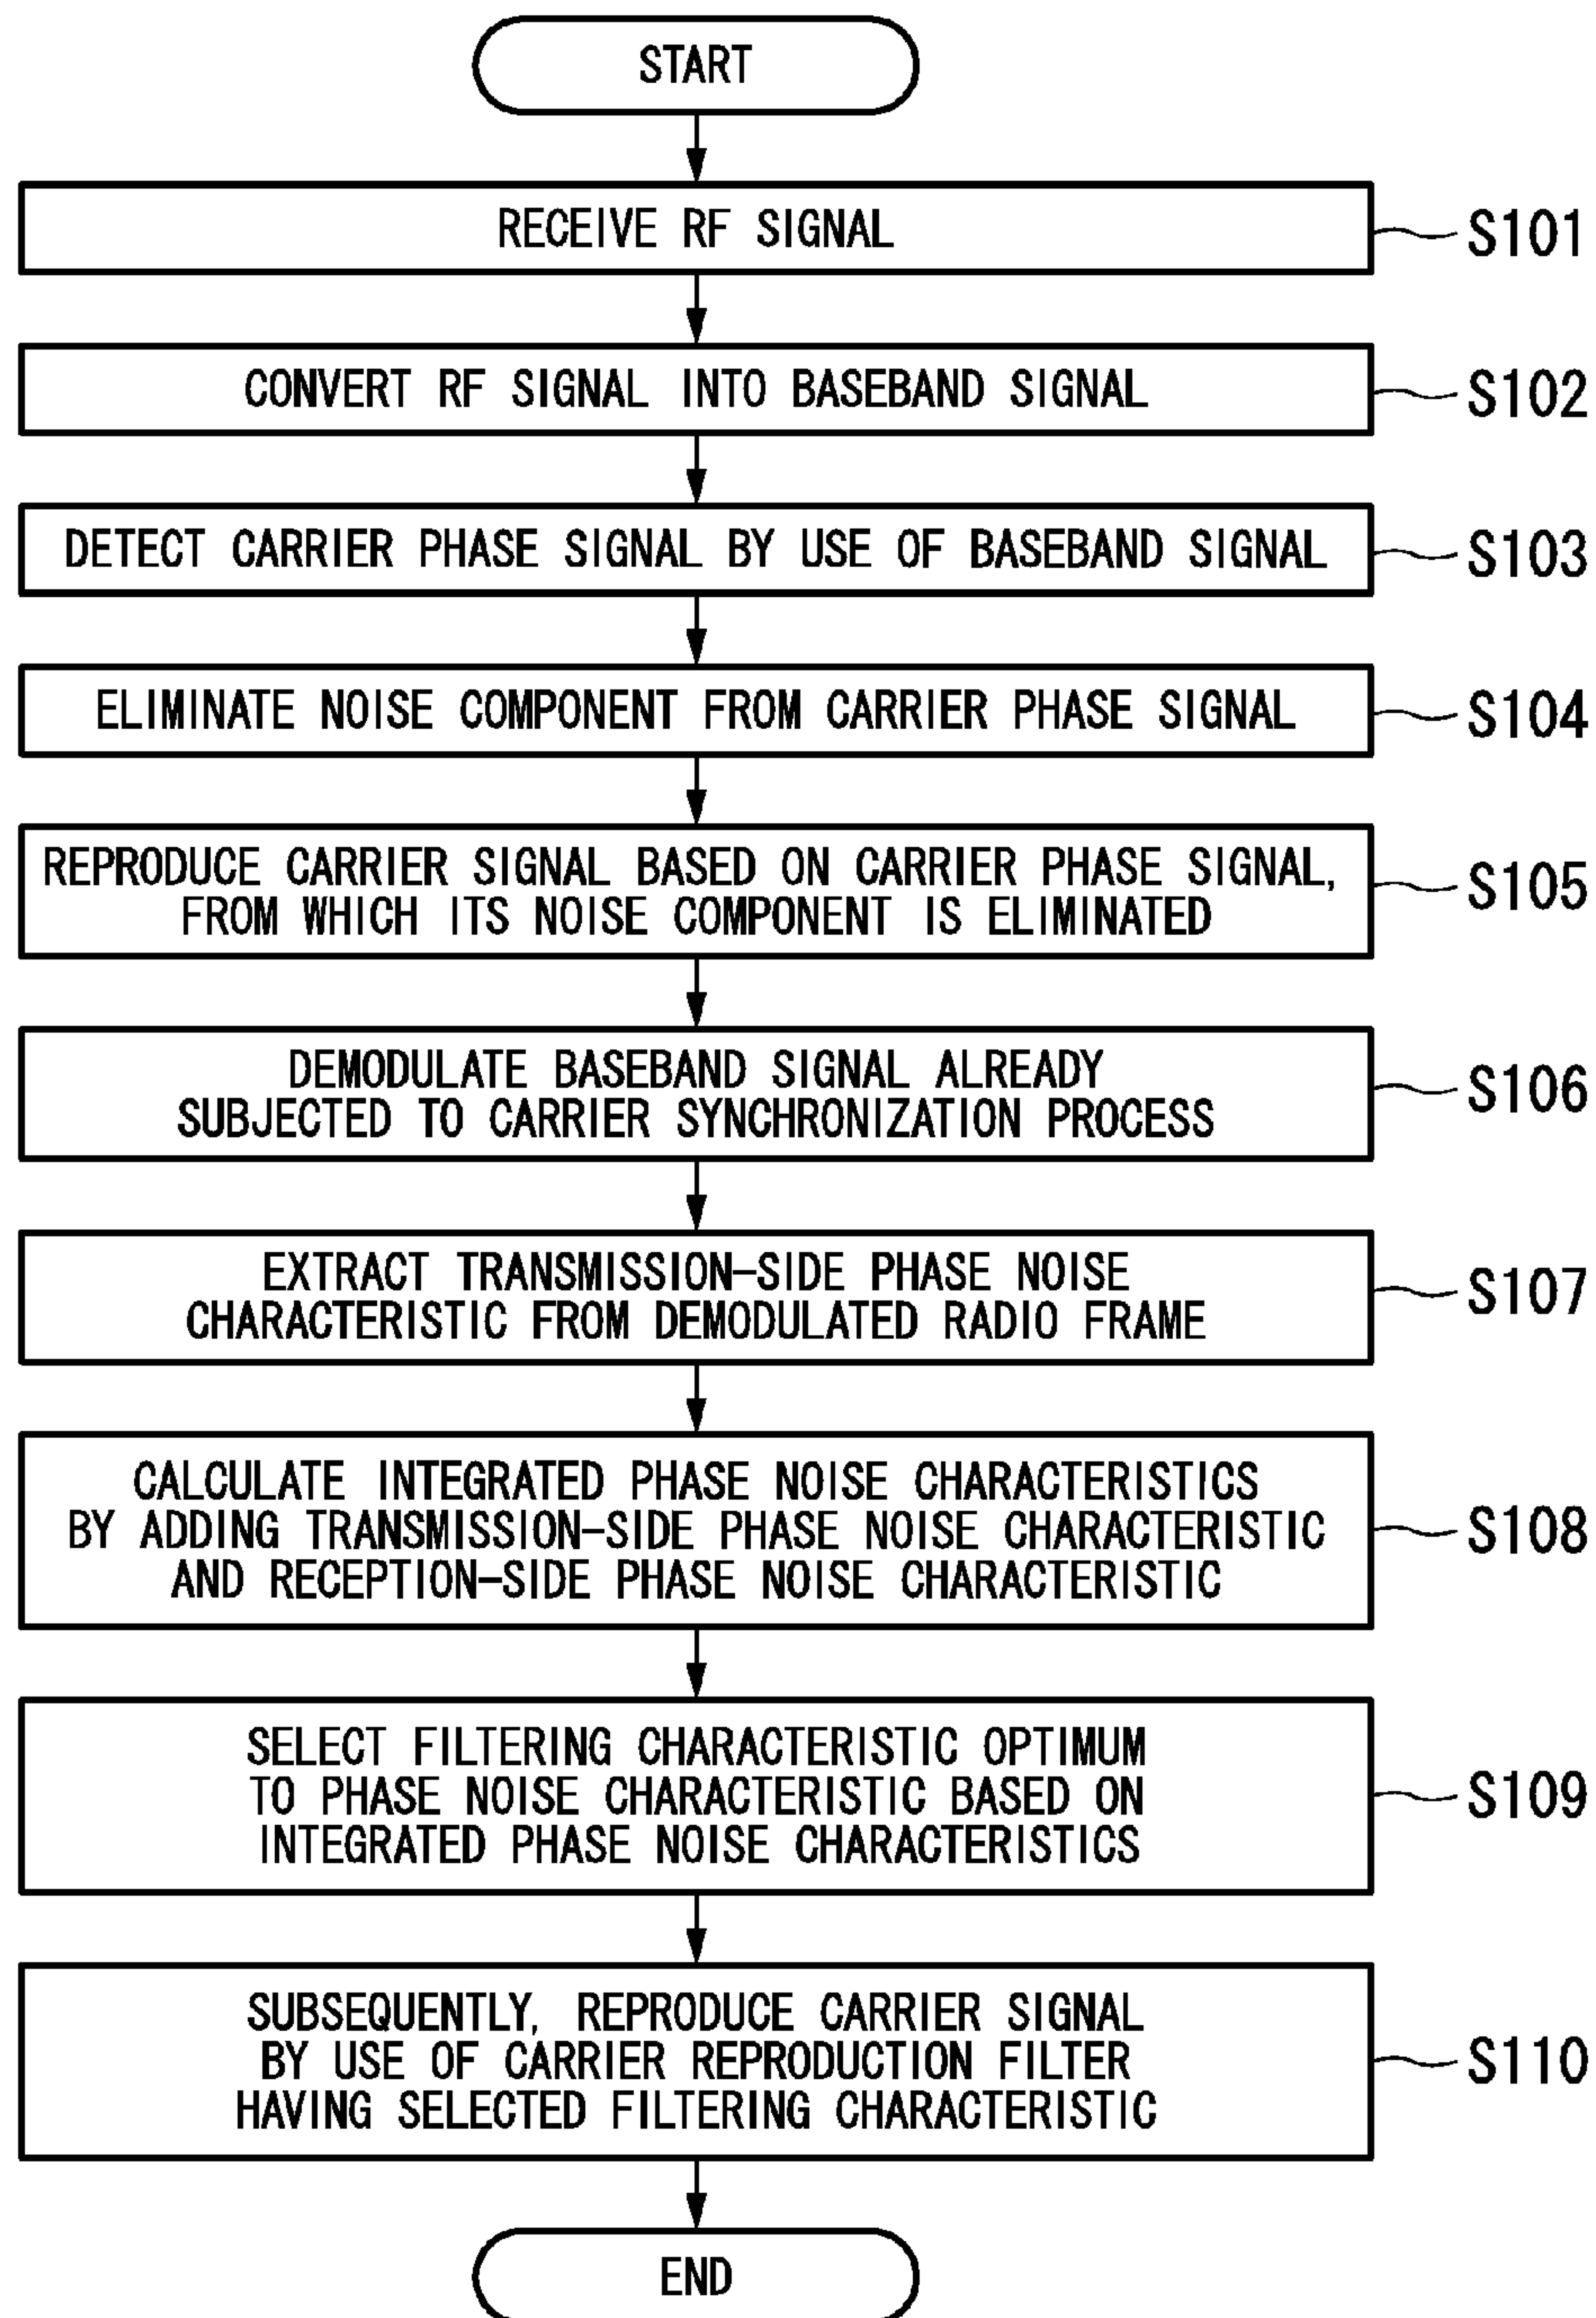 START
RECEIVE RF SIGNAL
S101
CONVERT RF SIGNAL INTO BASEBAND SIGNAL
S102
DETECT CARRIER PHASE SIGNAL BY USE OF BASEBAND SIGNAL
S103
ELIMINATE NOISE COMPONENT FROM CARRIER PHASE SIGNAL
S104
REPRODUCE CARRIER SIGNAL BASED ON CARRIER PHASE SIGNAL,
FROM WHICH ITS NOISE COMPONENT IS ELIMINATED
S105
DEMODULATE BASEBAND SIGNAL ALREADY
SUBJECTED TO CARRIER SYNCHRONIZATION PROCESS
S106
EXTRACT TRANSMISSION-SIDE PHASE NOISE
CHARACTERISTIC FROM DEMODULATED RADIO FRAME
S107
CALCULATE INTEGRATED PHASE NOISE CHARACTERISTICS
BY ADDING TRANSMISSION-SIDE PHASE NOISE CHARACTERISTIC
AND RECEPTION-SIDE PHASE NOISE CHARACTERISTIC
S108
SELECT FILTERING CHARACTERISTIC OPTIMUM
TO PHASE NOISE CHARACTERISTIC BASED ON
INTEGRATED PHASE NOISE CHARACTERISTICS
S109
SUBSEQUENTLY, REPRODUCE CARRIER SIGNAL
BY USE OF CARRIER REPRODUCTION FILTER
HAVING SELECTED FILTERING CHARACTERISTIC
S110
END